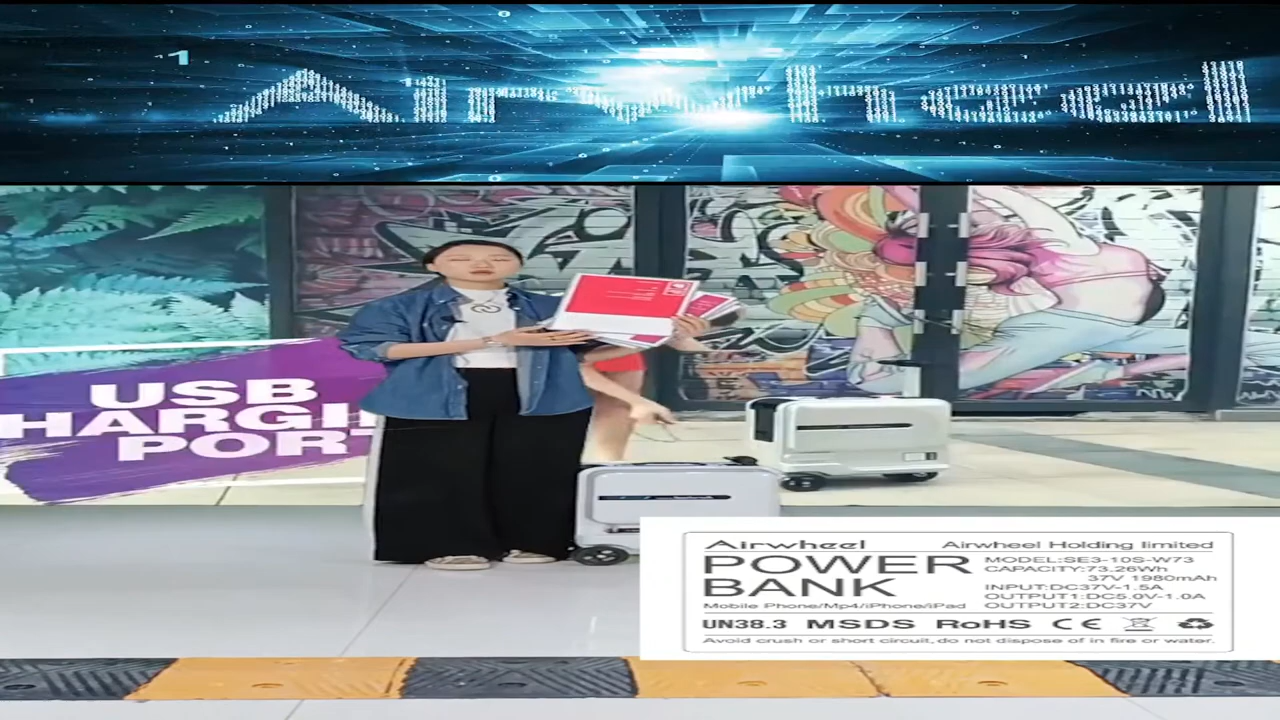 Airwheel
USB
HARGI
PORT
Airwheel Airwheel Holding limited
POWER
BANK
MODEL:SE3-10S-W73
CAPACITY:73.26Wh
37V 1980mAh
INPUT:DC37V-1.5A
OUTPUT1:DC5.0V-1.0A
OUTPUT2:DC37V
Mobile Phone/Mp4/iPhone/iPad
UN38.3 MSDS RoHS CE
Avoid crush or short circuit,do not dispose of in fire or water.